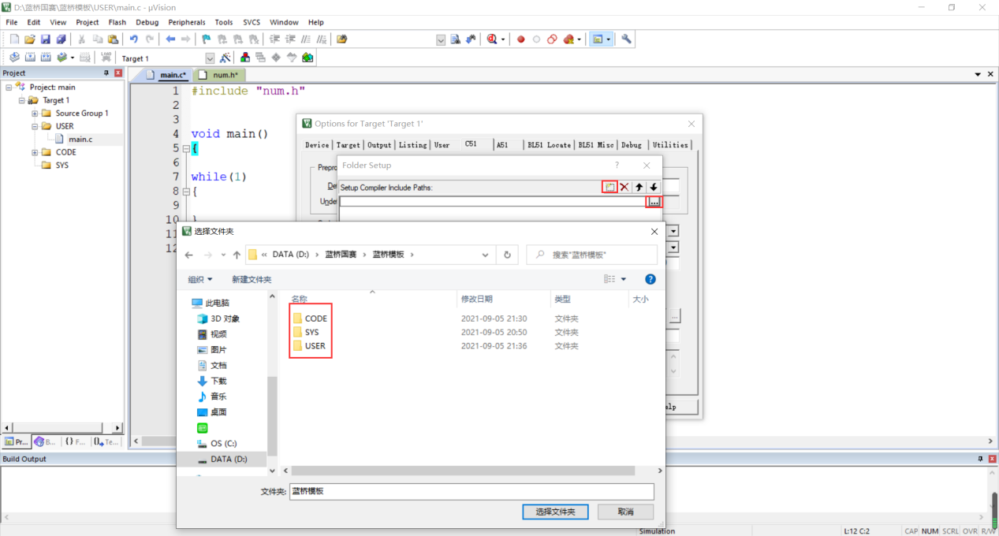 D:\蓝桥国赛\蓝桥模板\USER\main.c - µVision
File Edit View Project Flash Debug Peripherals Tools SVCS Window Help
Target 1
Project
main.c* num.h*
Project: main
Target 1
Source Group 1
USER
main.c
CODE
SYS
1 #include "num.h"
2
3
4 void main()
5 {
6
7 while(1)
8 {
9
10 }
11
12
Options for Target 'Target 1'
Device Target Output Listing User C51 A51 BL51 Locate BL51 Misc Debug Utilities
Prepro
De
Unde
Folder Setup ?
Setup Compiler Include Paths:
...
选择文件夹
« DATA (D:) › 蓝桥国赛 › 蓝桥模板 ›
搜索"蓝桥模板"
组织 新建文件夹 ?
名称 修改日期 类型 大小
CODE 2021-09-05 21:30 文件夹
SYS 2021-09-05 20:50 文件夹
USER 2021-09-05 21:36 文件夹
此电脑
3D 对象
视频
图片
文档
下载
音乐
桌面
OS (C:)
DATA (D:)
文件夹: 蓝桥模板
选择文件夹 取消
...
elp
Pr... B... {} F... Te...
Build Output
Simulation L:12 C:2 CAP NUM SCRL OVR R/W